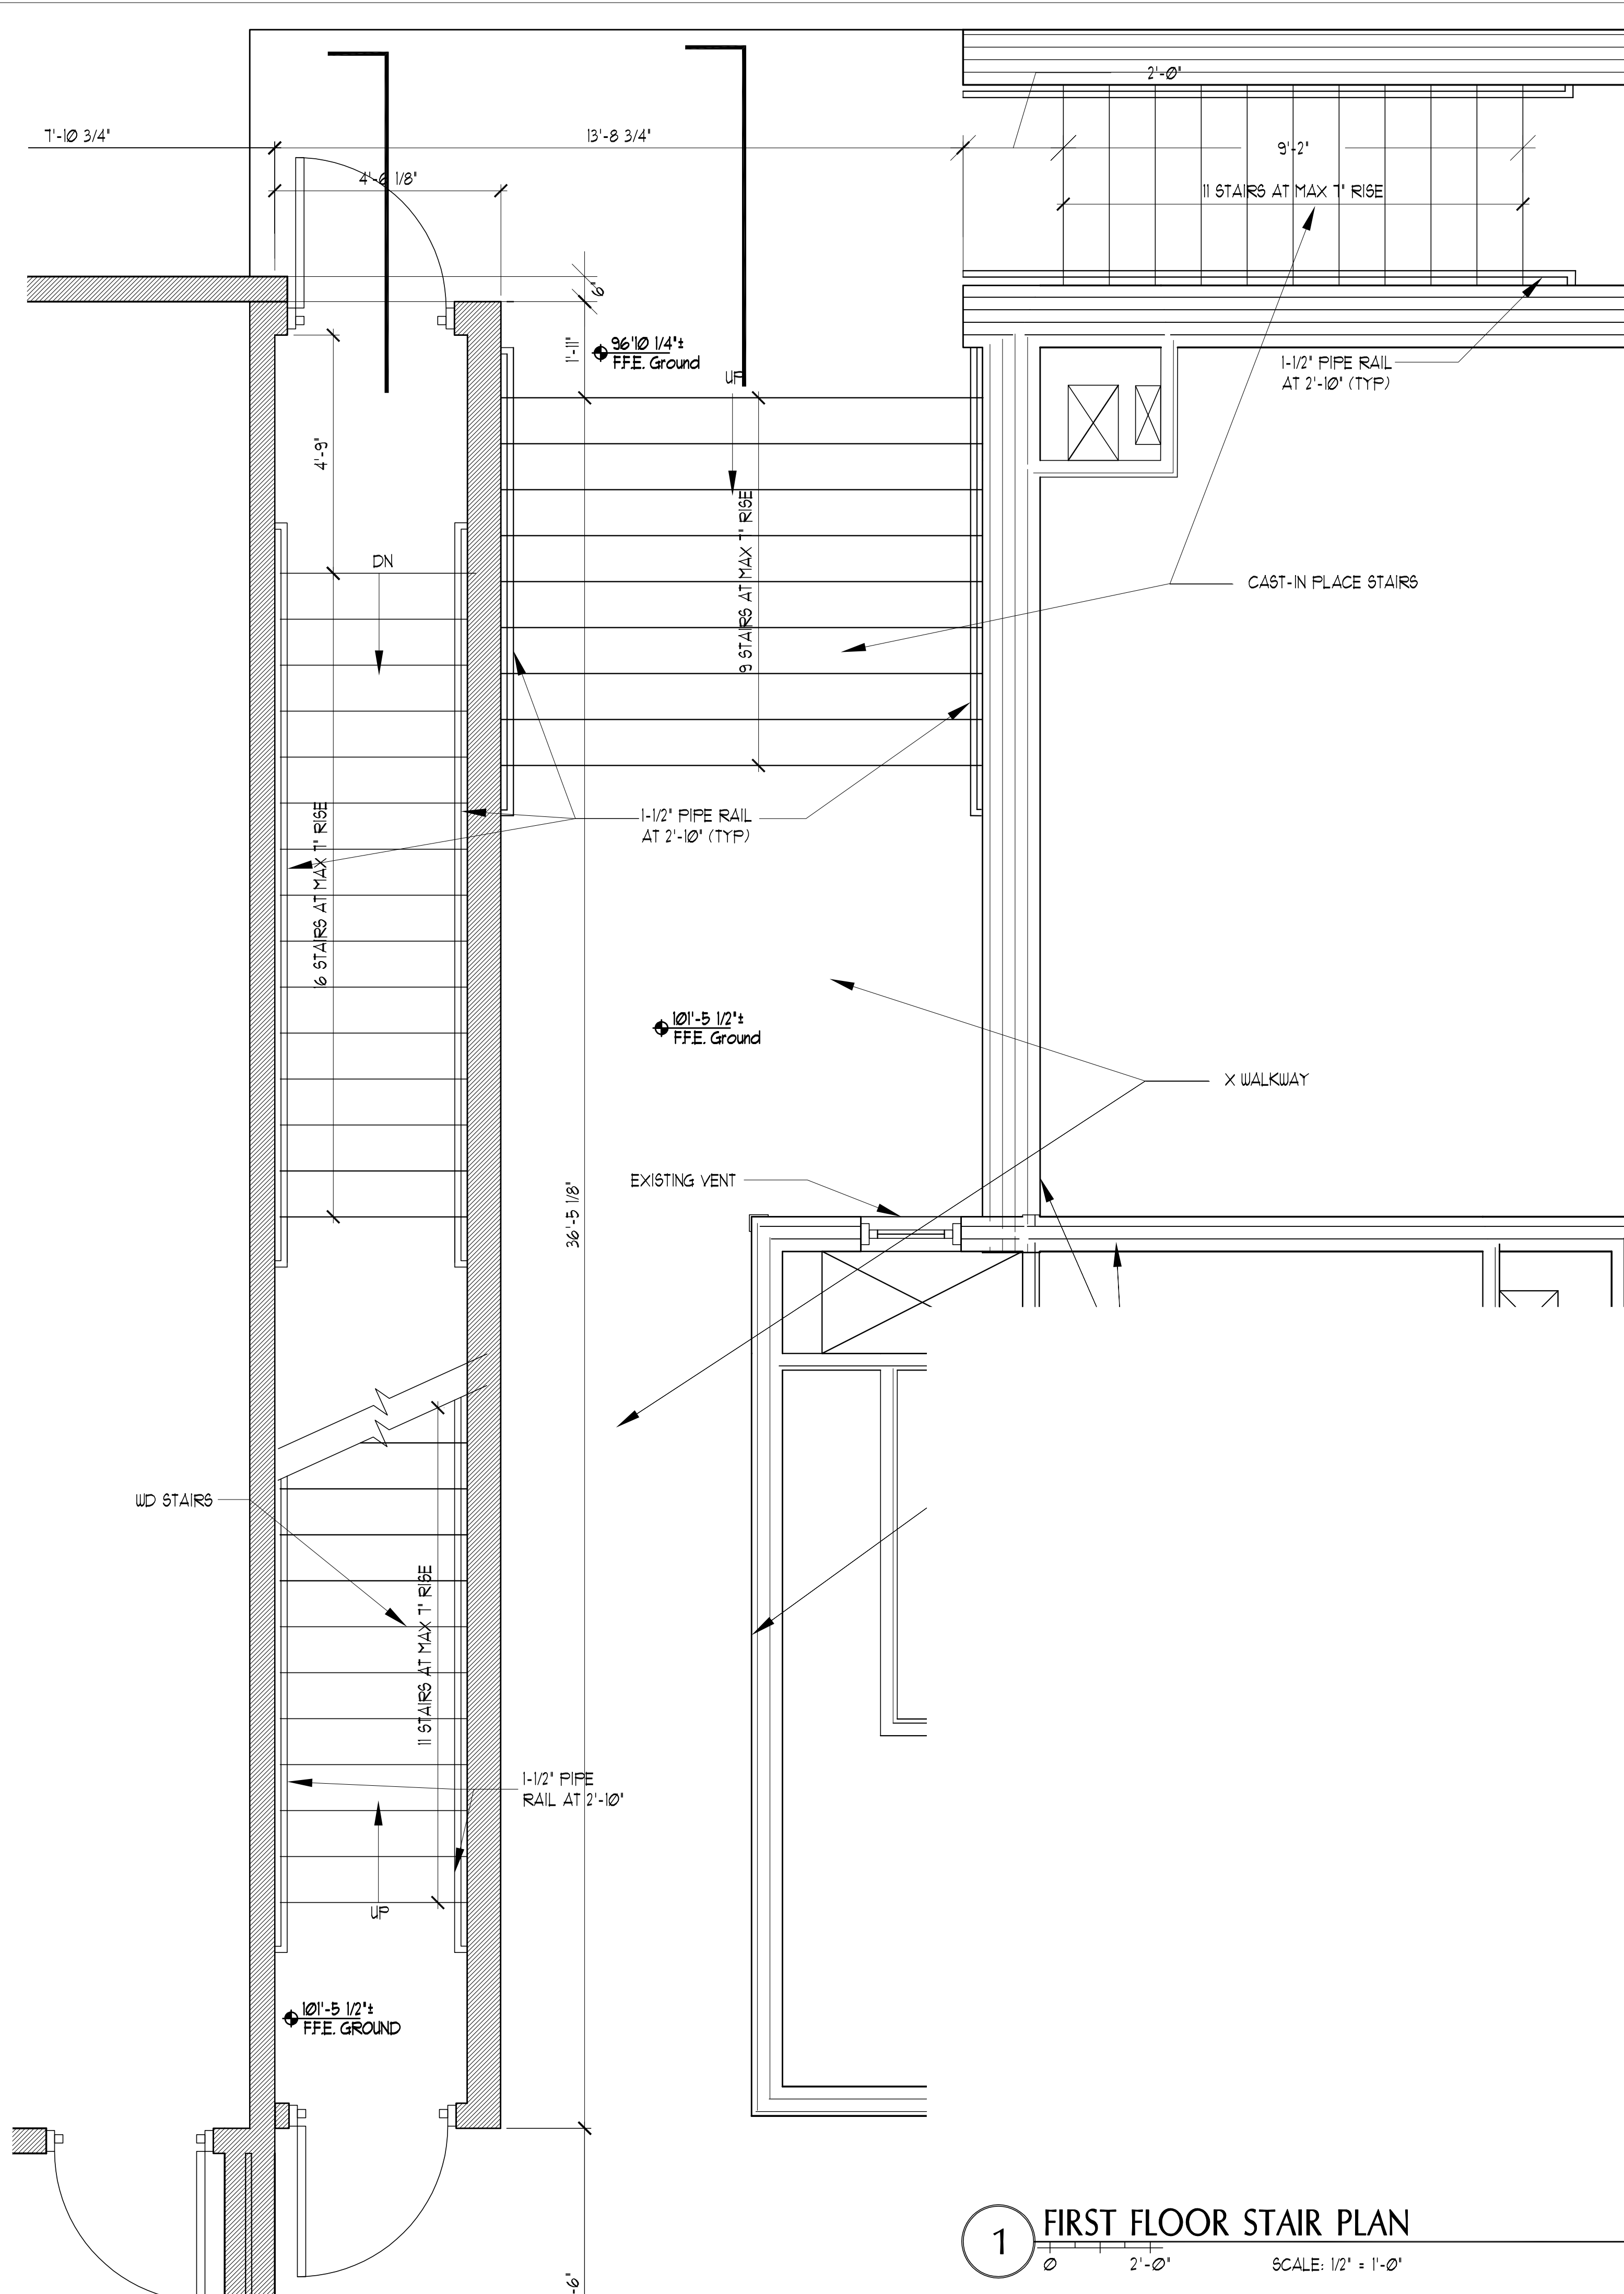 2'-0"
7'-10 3/4"
13'-8 3/4"
9'-2"
4'-6 1/8"
11 STAIRS AT MAX 7" RISE
6"
1'-11"
96'10 1/4"±
F.F.E. Ground
1-1/2" PIPE RAIL
AT 2'-10" (TYP)
UP
4'-9"
9 STAIRS AT MAX 7" RISE
DN
CAST-IN PLACE STAIRS
1-1/2" PIPE RAIL
AT 2'-10" (TYP)
16 STAIRS AT MAX 7" RISE
101'-5 1/2"±
F.F.E. Ground
X WALKWAY
EXISTING VENT
36'-5 1/8"
WD STAIRS
11 STAIRS AT MAX 7" RISE
1-1/2" PIPE
RAIL AT 2'-10"
UP
101'-5 1/2"±
F.F.E. GROUND
1
FIRST FLOOR STAIR PLAN
0 2'-0" SCALE: 1/2" = 1'-0"
-6"